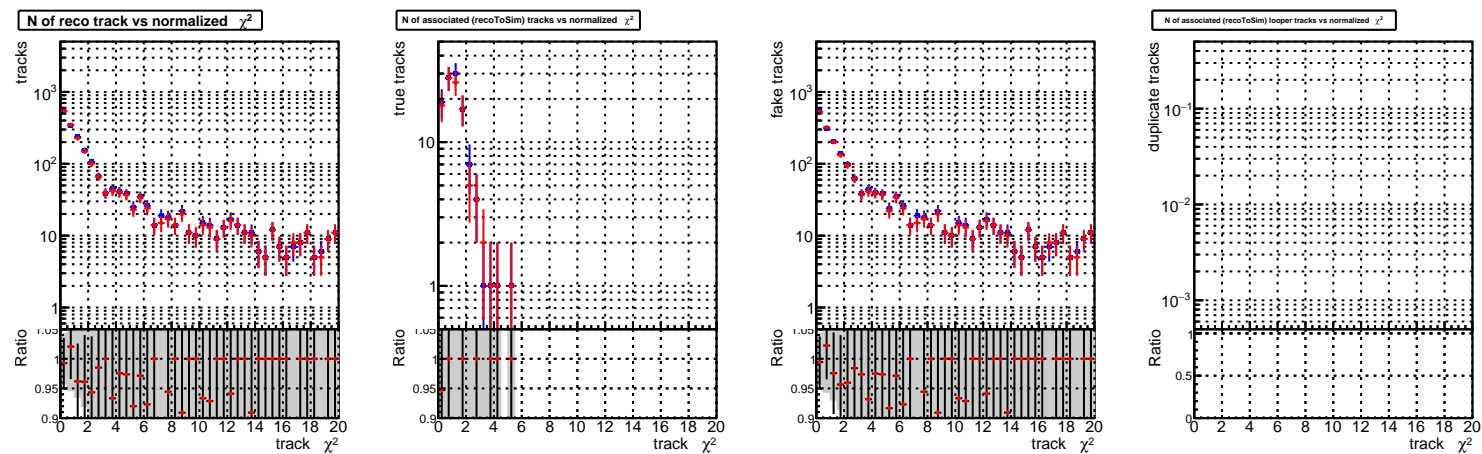 N of reco track vs normalized χ²
tracks
10³
10²
10
1
1.05
1
0.95
0.9
Ratio
0 2 4 6 8 10 12 14 16 18 20
track χ²
N of associated (recoToSim) tracks vs normalized χ²
true tracks
10
1
Ratio
1.05
1
0.95
0.9
0 2 4 6 8 10 12 14 16 18 20
track χ²
fake tracks
10³
10²
10
1
Ratio
1.05
1
0.95
0.9
0 2 4 6 8 10 12 14 16 18 20
track χ²
N of associated (recoToSim) looper tracks vs normalized χ²
duplicate tracks
10⁻¹
10⁻²
10⁻³
Ratio
1
0.5
0
0 2 4 6 8 10 12 14 16 18 20
track χ²